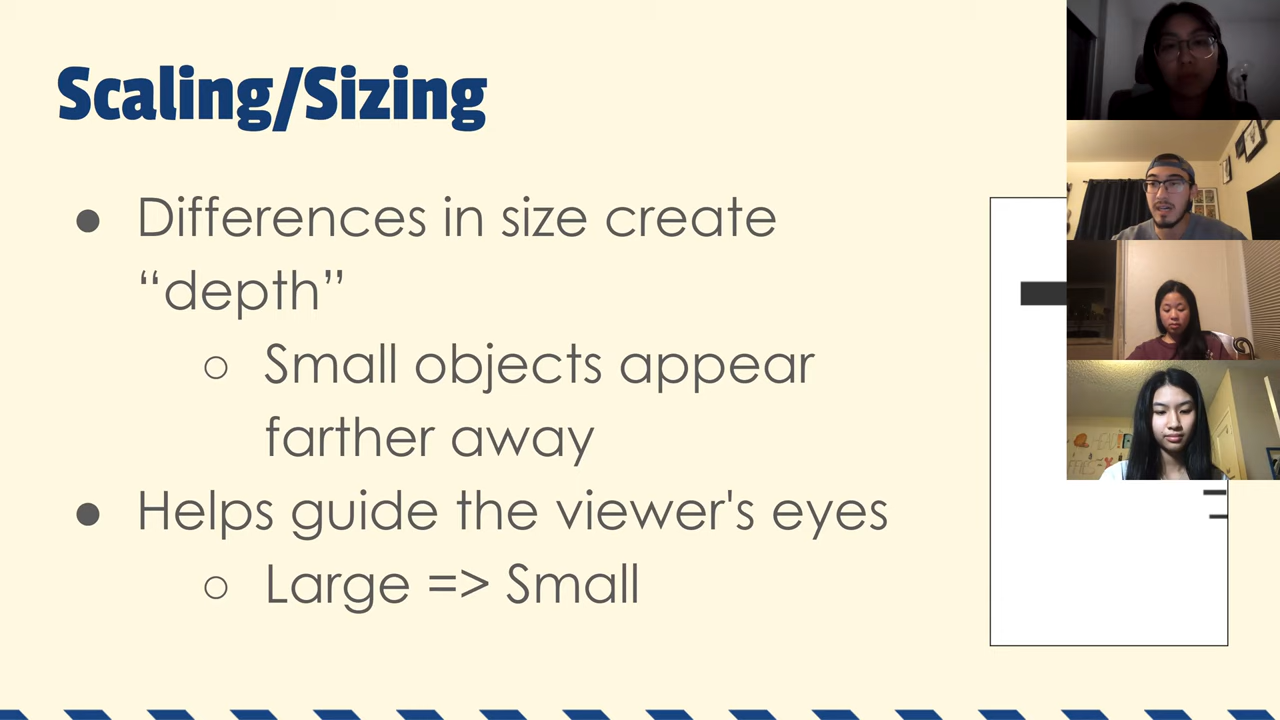 Scaling/Sizing
● Differences in size create
“depth”
○ Small objects appear
farther away
● Helps guide the viewer's eyes
○ Large => Small